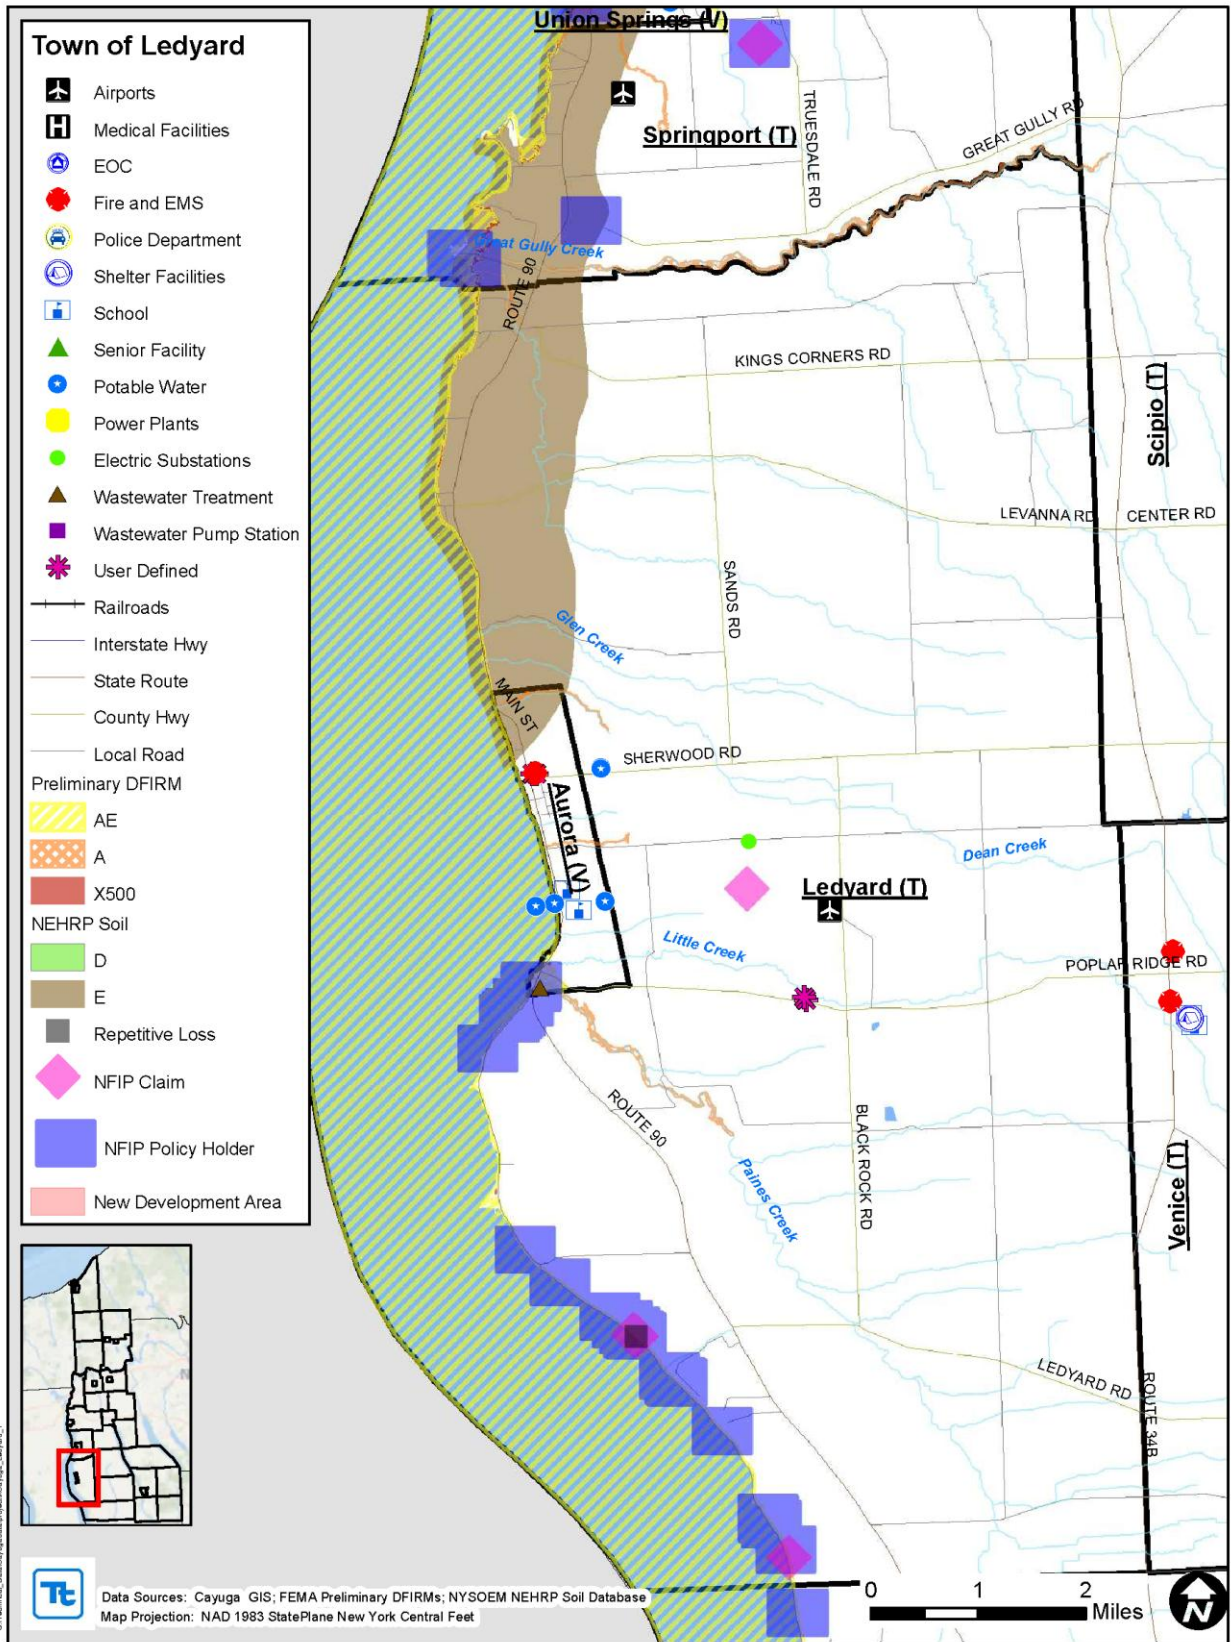 Town of Ledyard
Airports
Medical Facilities
EOC
Fire and EMS
Police Department
Shelter Facilities
School
Senior Facility
Potable Water
Power Plants
Electric Substations
Wastewater Treatment
Wastewater Pump Station
User Defined
Railroads
Interstate Hwy
State Route
County Hwy
Local Road
Preliminary DFIRM
AE
A
X500
NEHRP Soil
D
E
Repetitive Loss
NFIP Claim
NFIP Policy Holder
New Development Area
Union Springs (V)
Springport (T)
TRUESDALE RD
GREAT GULLY RD
Great Gully Creek
ROUTE 90
KINGS CORNERS RD
Scipio (T)
LEVANNA RD
CENTER RD
SANDS RD
Glen Creek
MAIN ST
SHERWOOD RD
Aurora (V)
Dean Creek
Ledyard (T)
Little Creek
POPLAR RIDGE RD
ROUTE 90
BLACK ROCK RD
Paines Creek
Venice (T)
LEDYARD RD
ROUTE 34B
Tt
Data Sources: Cayuga GIS; FEMA Preliminary DFIRMs; NYSOEM NEHRP Soil Database
Map Projection: NAD 1983 StatePlane New York Central Feet
0 1 2
Miles
N